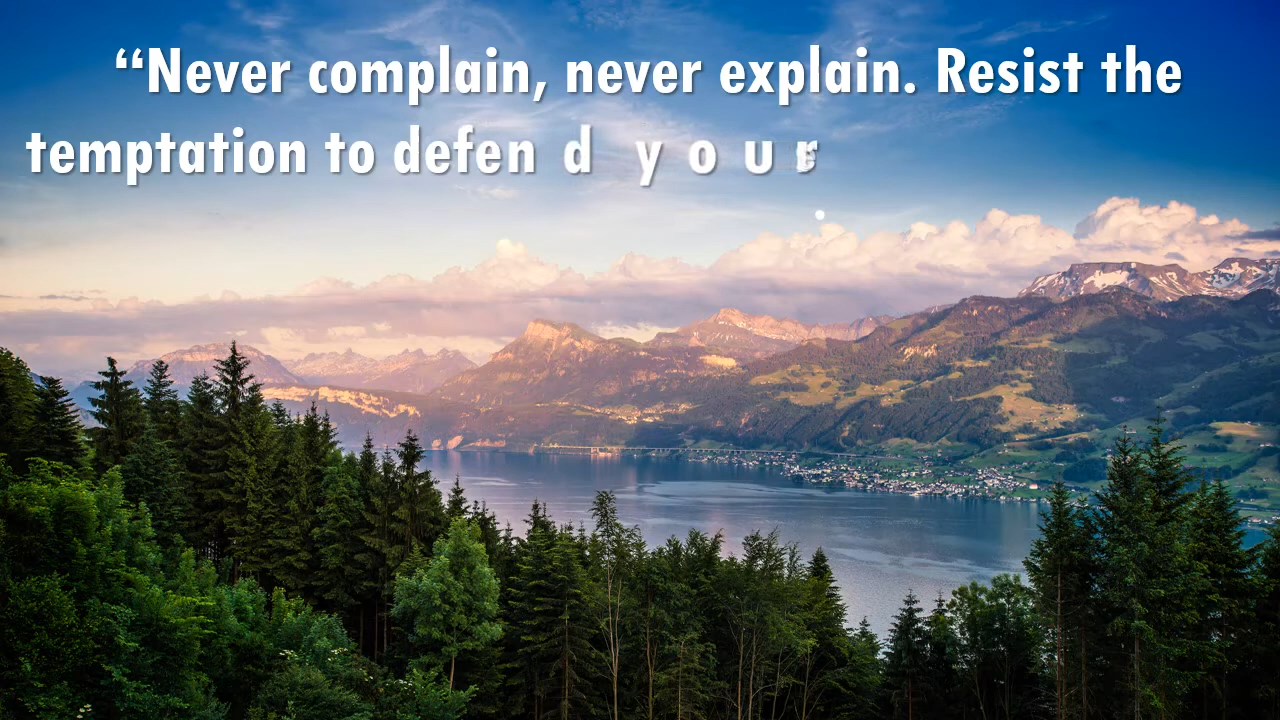 “Never complain, never explain. Resist the
temptation to defend your